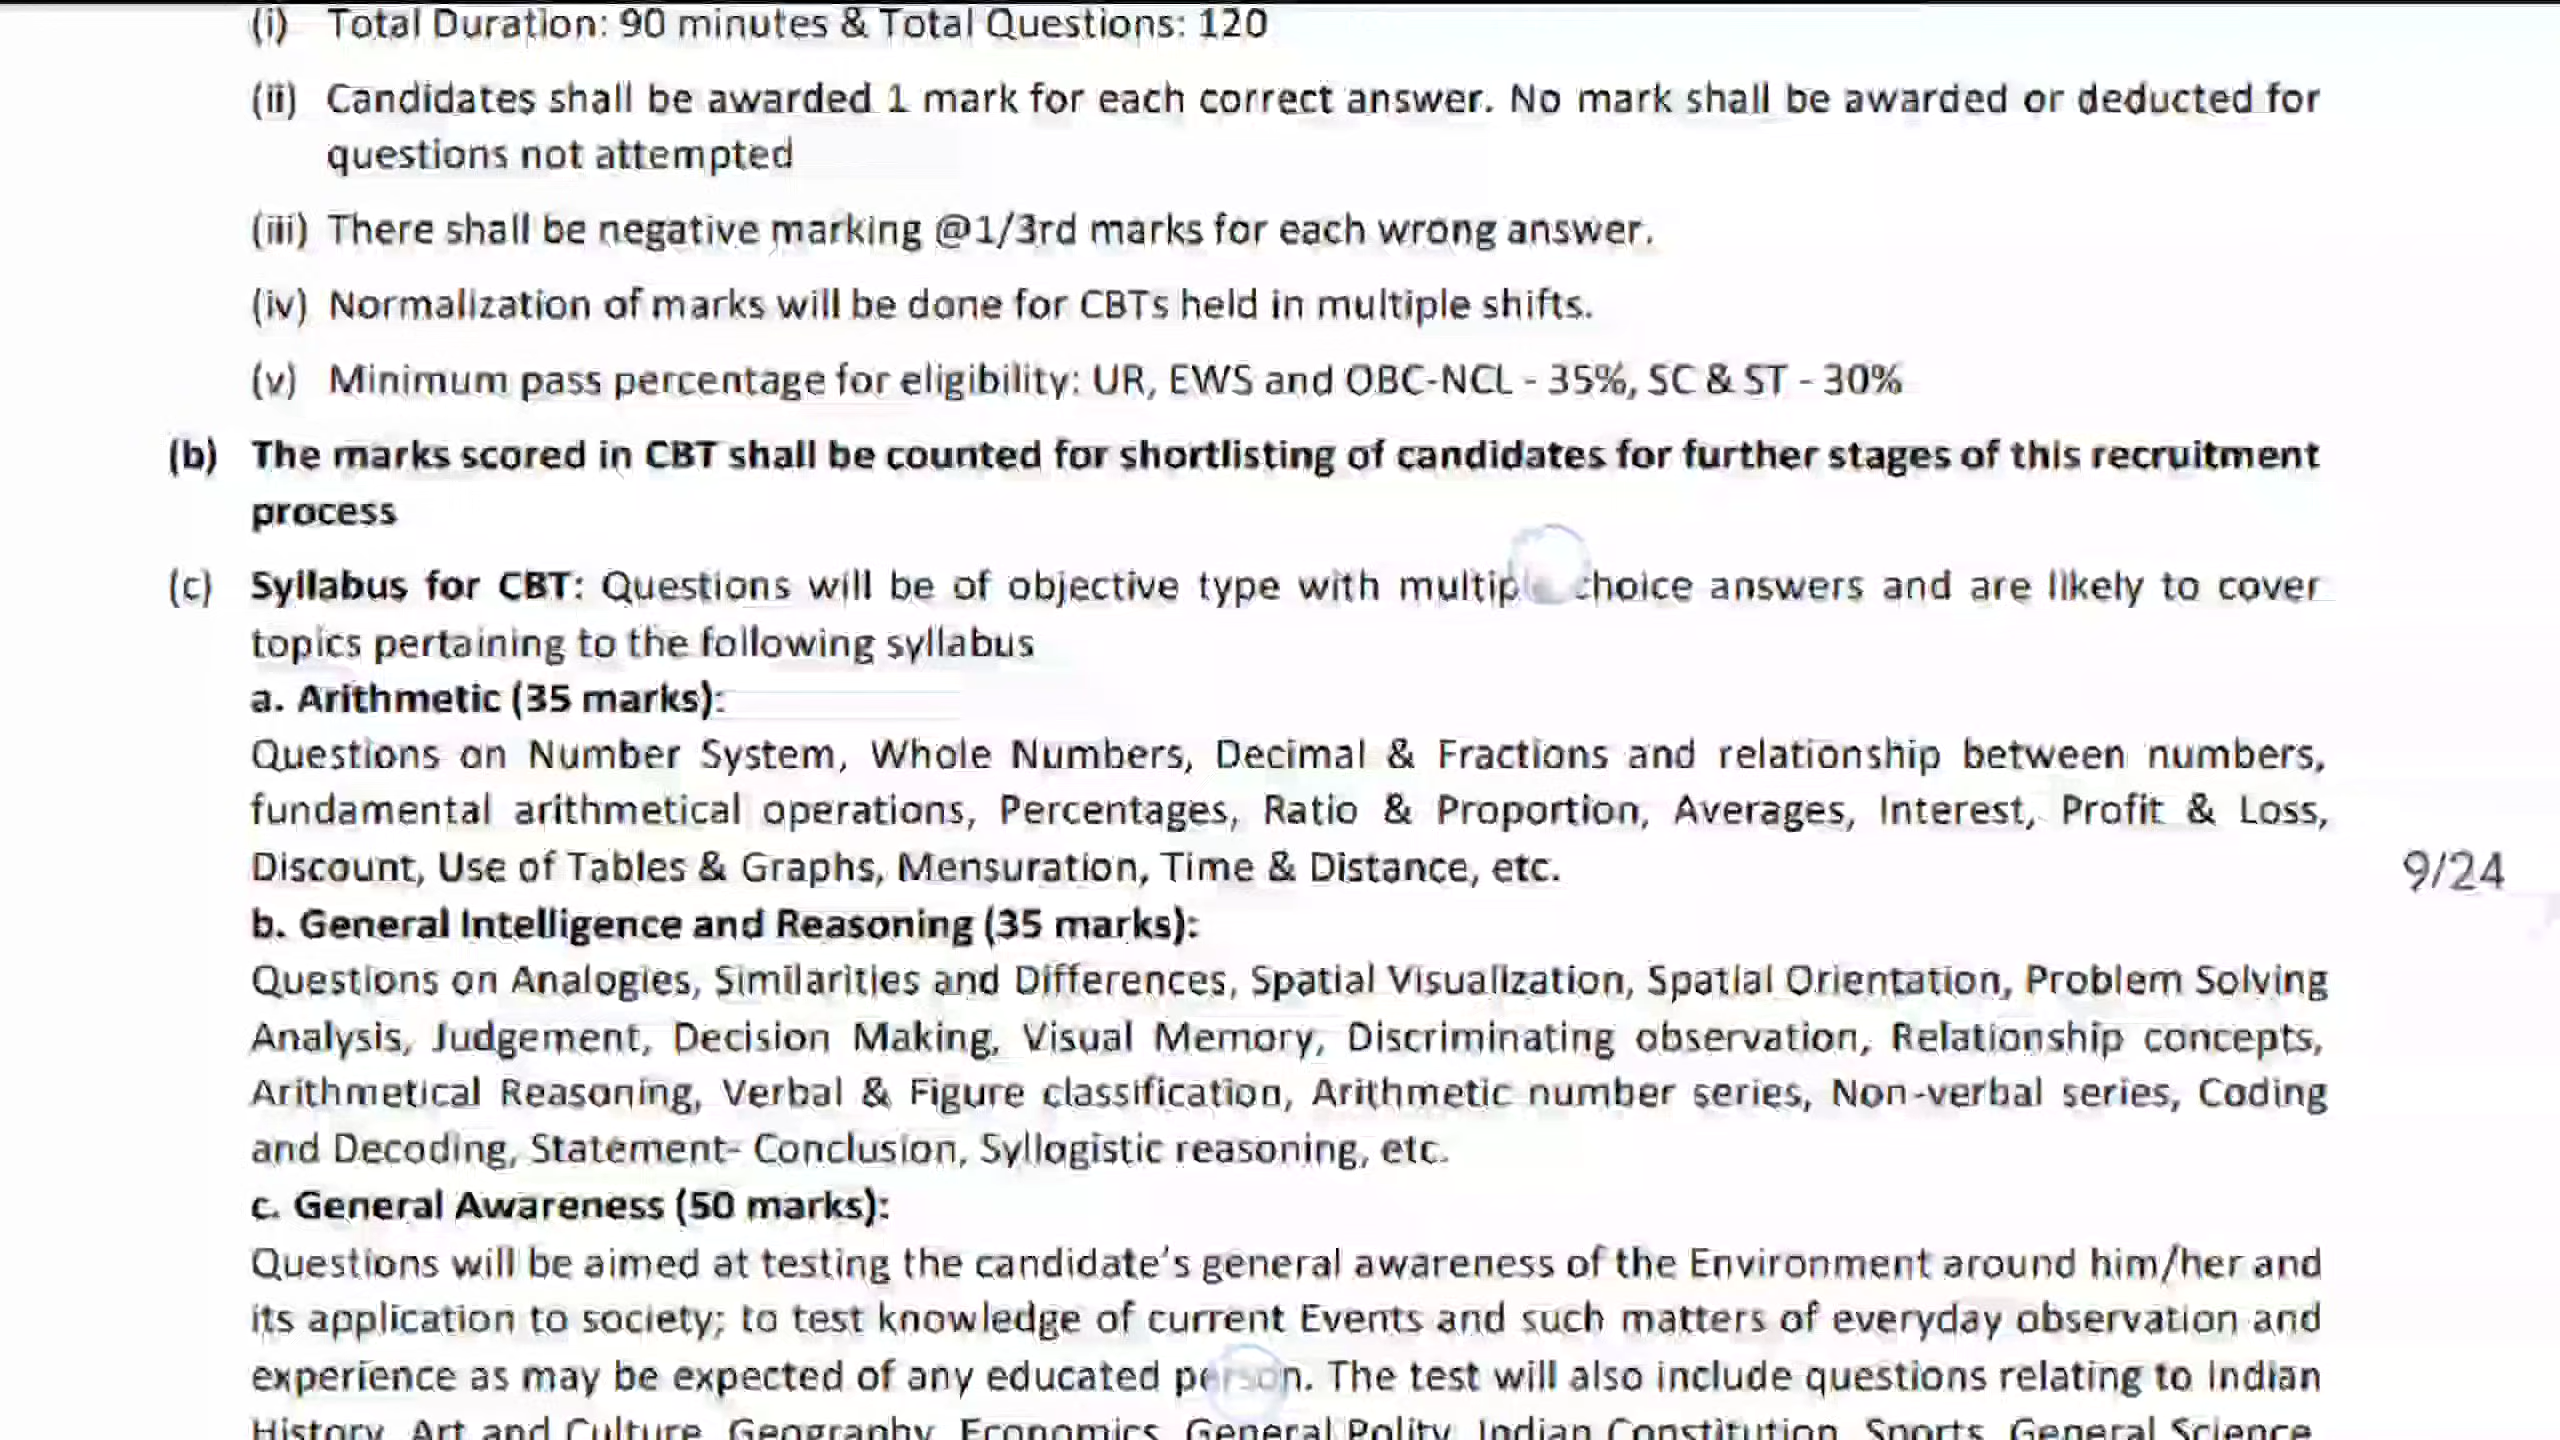 (i) Total Duration: 90 minutes & Total Questions: 120
(ii) Candidates shall be awarded 1 mark for each correct answer. No mark shall be awarded or deducted for
questions not attempted
(iii) There shall be negative marking @1/3rd marks for each wrong answer.
(iv) Normalization of marks will be done for CBTs held in multiple shifts.
(v) Minimum pass percentage for eligibility: UR, EWS and OBC-NCL - 35%, SC & ST - 30%
(b) The marks scored in CBT shall be counted for shortlisting of candidates for further stages of this recruitment
process
(c) Syllabus for CBT: Questions will be of objective type with multiple choice answers and are likely to cover
topics pertaining to the following syllabus
a. Arithmetic (35 marks):
Questions on Number System, Whole Numbers, Decimal & Fractions and relationship between numbers,
fundamental arithmetical operations, Percentages, Ratio & Proportion, Averages, Interest, Profit & Loss,
Discount, Use of Tables & Graphs, Mensuration, Time & Distance, etc.
9/24
b. General Intelligence and Reasoning (35 marks):
Questions on Analogies, Similarities and Differences, Spatial Visualization, Spatial Orientation, Problem Solving
Analysis, Judgement, Decision Making, Visual Memory, Discriminating observation, Relationship concepts,
Arithmetical Reasoning, Verbal & Figure classification, Arithmetic number series, Non-verbal series, Coding
and Decoding, Statement- Conclusion, Syllogistic reasoning, etc.
c. General Awareness (50 marks):
Questions will be aimed at testing the candidate's general awareness of the Environment around him/her and
its application to society; to test knowledge of current Events and such matters of everyday observation and
experience as may be expected of any educated person. The test will also include questions relating to Indian
History, Art and Culture, Geography, Economics, General Polity, Indian Constitution, Sports, General Science,